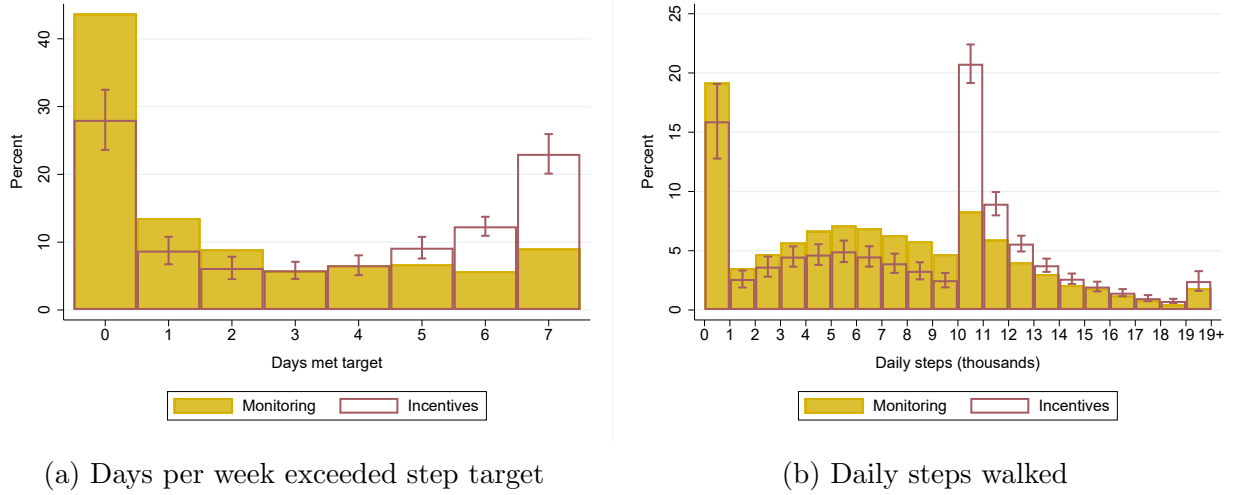 Percent
40
30
20
10
0
0 1 2 3 4 5 6 7
Days met target
Monitoring Incentives
(a) Days per week exceeded step target
Percent
25
20
15
10
5
0
0 1 2 3 4 5 6 7 8 9 10 11 12 13 14 15 16 17 18 19 19+
Daily steps (thousands)
Monitoring Incentives
(b) Daily steps walked